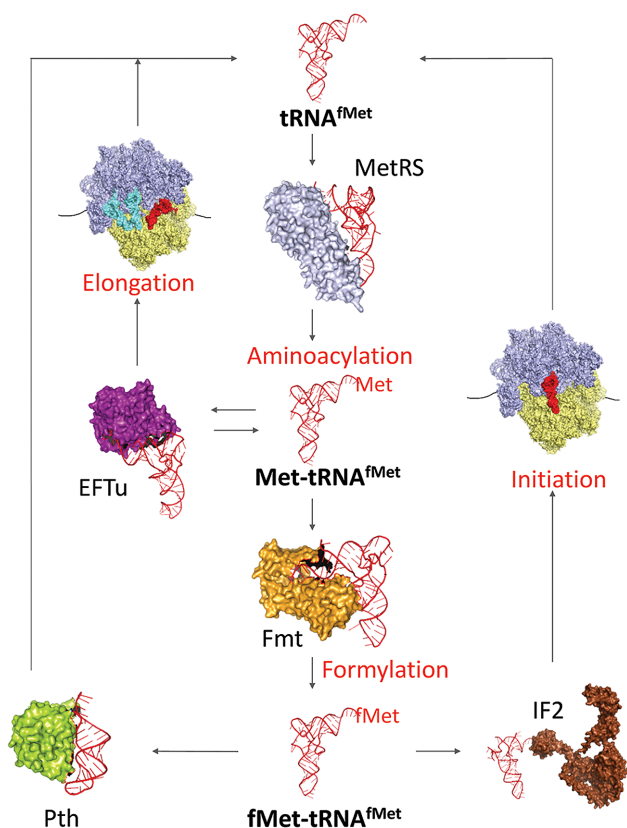 tRNAfMet
MetRS
Elongation
Aminoacylation
Met
EFTu
Met-tRNAfMet
Initiation
Fmt
Formylation
fMet
IF2
Pth
fMet-tRNAfMet